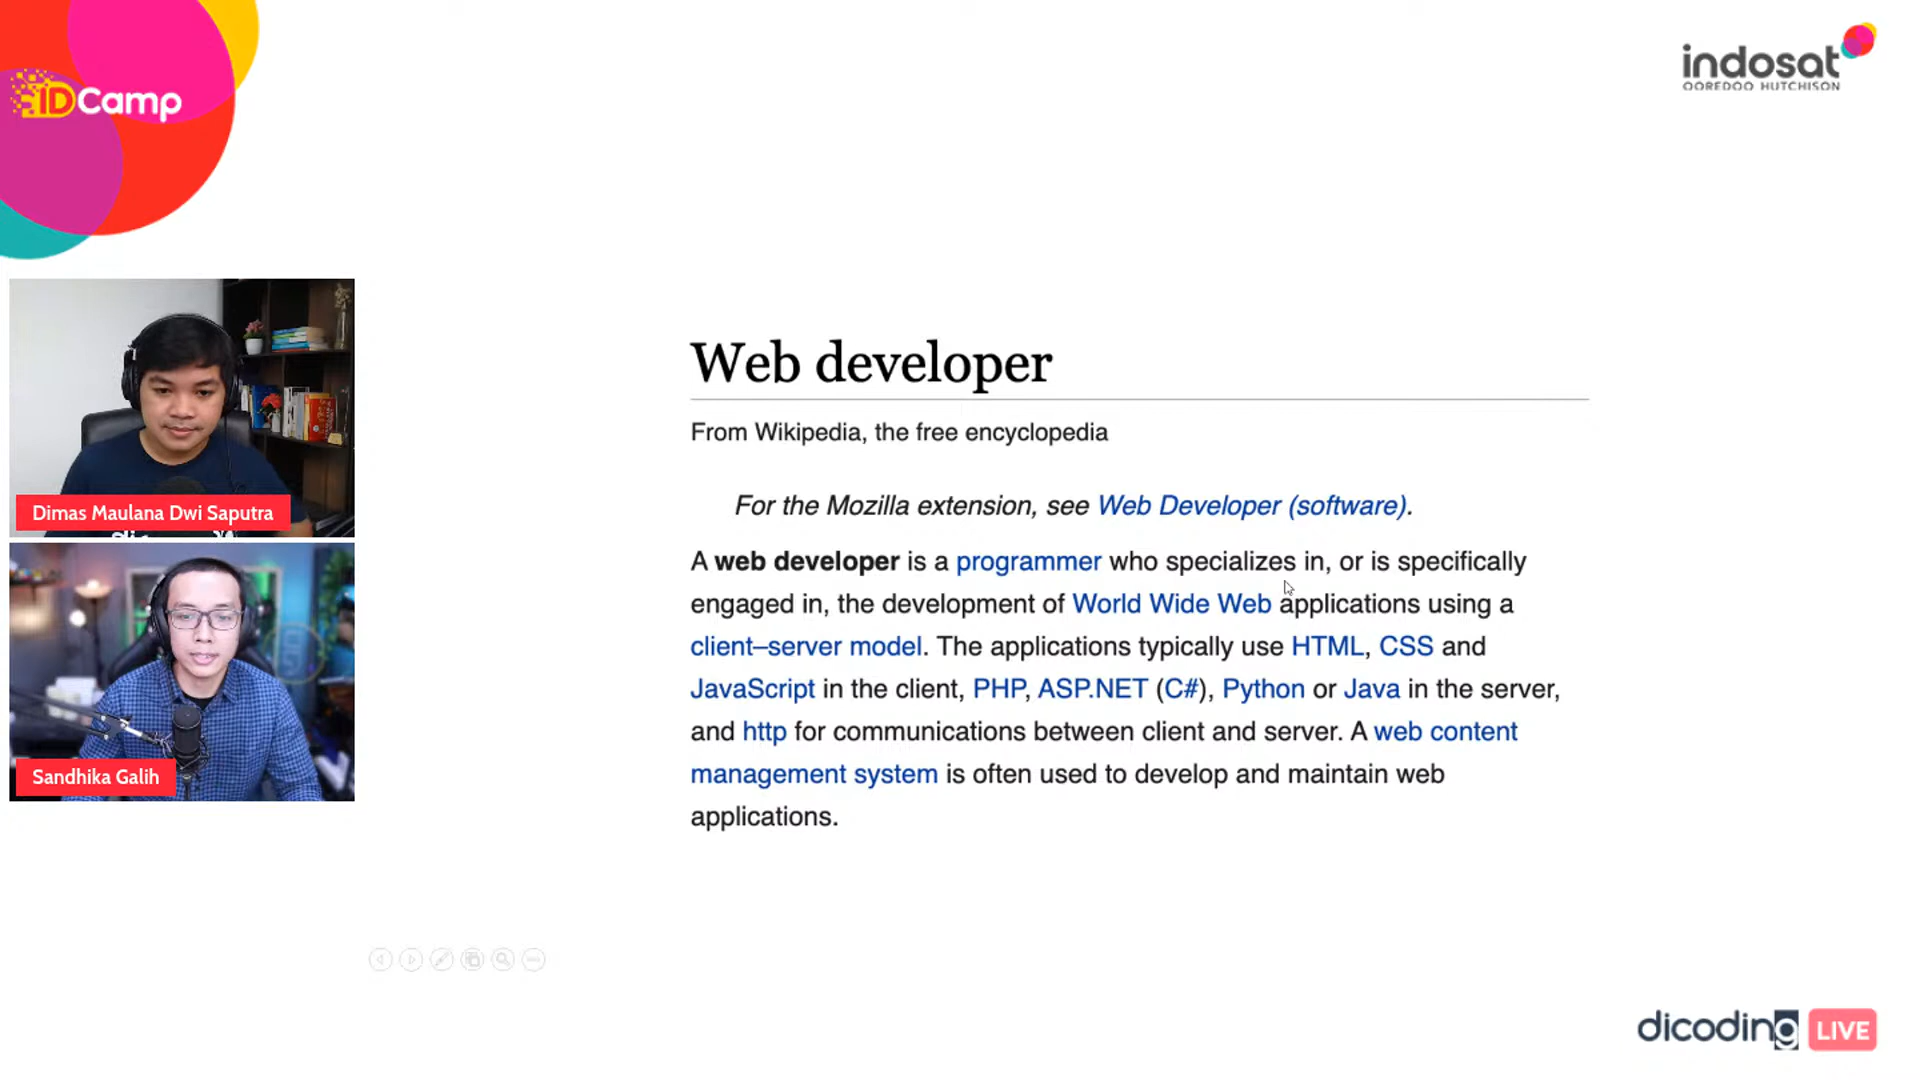 IDCamp
indosat
OOREDOO HUTCHISON
Dimas Maulana Dwi Saputra
Sandhika Galih
Web developer
From Wikipedia, the free encyclopedia
For the Mozilla extension, see Web Developer (software).
A web developer is a programmer who specializes in, or is specifically
engaged in, the development of World Wide Web applications using a
client–server model. The applications typically use HTML, CSS and
JavaScript in the client, PHP, ASP.NET (C#), Python or Java in the server,
and http for communications between client and server. A web content
management system is often used to develop and maintain web
applications.
dicoding LIVE